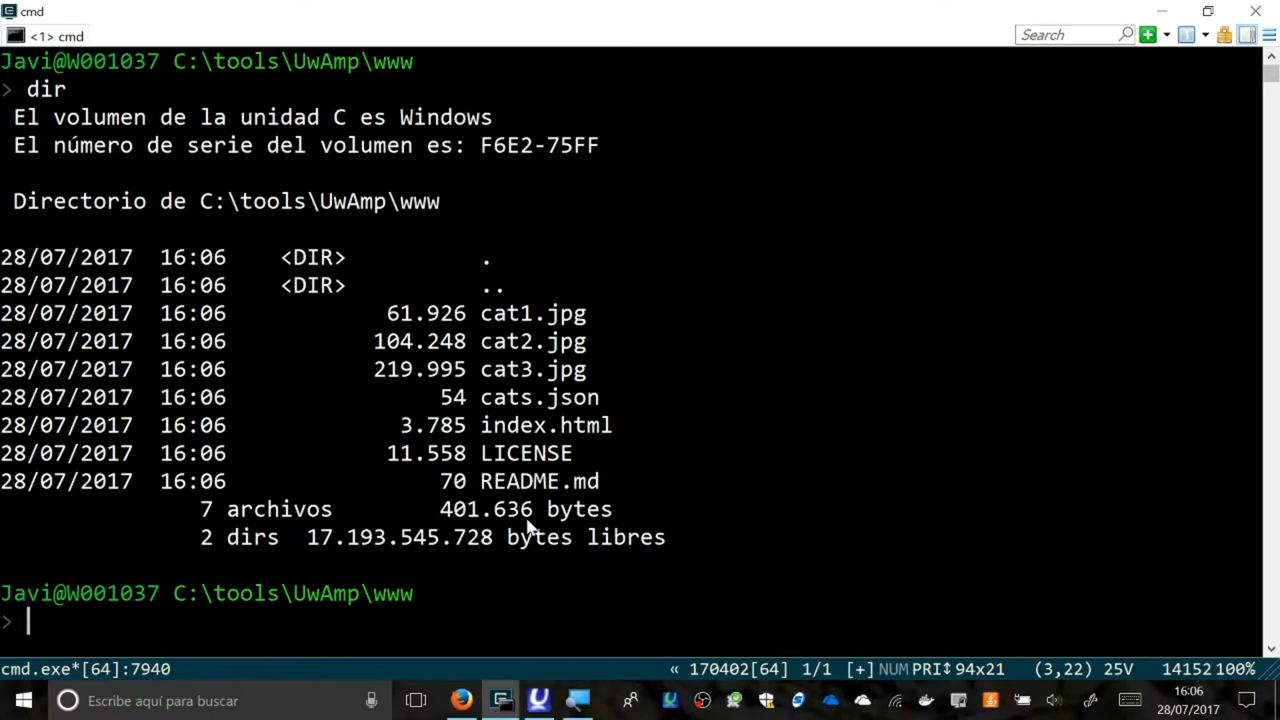 cmd
<1> cmd
Search
Javi@W001037 C:\tools\UwAmp\www
> dir
El volumen de la unidad C es Windows
El número de serie del volumen es: F6E2-75FF
Directorio de C:\tools\UwAmp\www
28/07/2017 16:06 <DIR> .
28/07/2017 16:06 <DIR> ..
28/07/2017 16:06 61.926 cat1.jpg
28/07/2017 16:06 104.248 cat2.jpg
28/07/2017 16:06 219.995 cat3.jpg
28/07/2017 16:06 54 cats.json
28/07/2017 16:06 3.785 index.html
28/07/2017 16:06 11.558 LICENSE
28/07/2017 16:06 70 README.md
7 archivos 401.636 bytes
2 dirs 17.193.545.728 bytes libres
Javi@W001037 C:\tools\UwAmp\www
>
cmd.exe*[64]:7940 « 170402[64] 1/1 [+] NUM PRI↕ 94x21 (3,22) 25V 14152 100%
Escribe aquí para buscar
16:06
28/07/2017